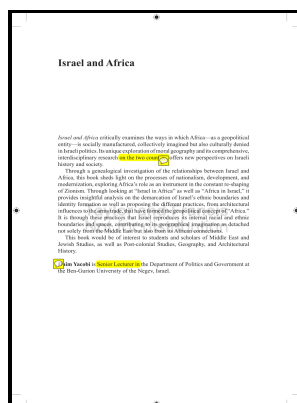 Israel and Africa
Israel and Africa critically examines the ways in which Africa—as a geopolitical
entity—is socially manufactured, collectively imagined but also culturally denied
in Israeli politics. Its unique exploration of moral geography and its comprehensive,
interdisciplinary research on the two coun offers new perspectives on Israeli
history and society.
Through a genealogical investigation of the relationships between Israel and
Africa, this book sheds light on the processes of nationalism, development, and
modernization, exploring Africa's role as an instrument in the constant re-shaping
of Zionism. Through looking at "Israel in Africa" as well as "Africa in Israel," it
provides insightful analysis on the demarcation of Israel's ethnic boundaries and
identity formation as well as proposing the different practices, from architectural
influences to the arms trade, that have formed the geopolitical concept of "Africa."
It is through these practices that Israel reproduces its internal racial and ethnic
boundaries and spaces, contributing to its geographical imagination as detached
not solely from the Middle East but also from its African connections.
This book would be of interest to students and scholars of Middle East and
Jewish Studies, as well as Post-colonial Studies, Geography, and Architectural
History.
Haim Yacobi is Senior Lecturer in the Department of Politics and Government at
the Ben-Gurion University of the Negev, Israel.